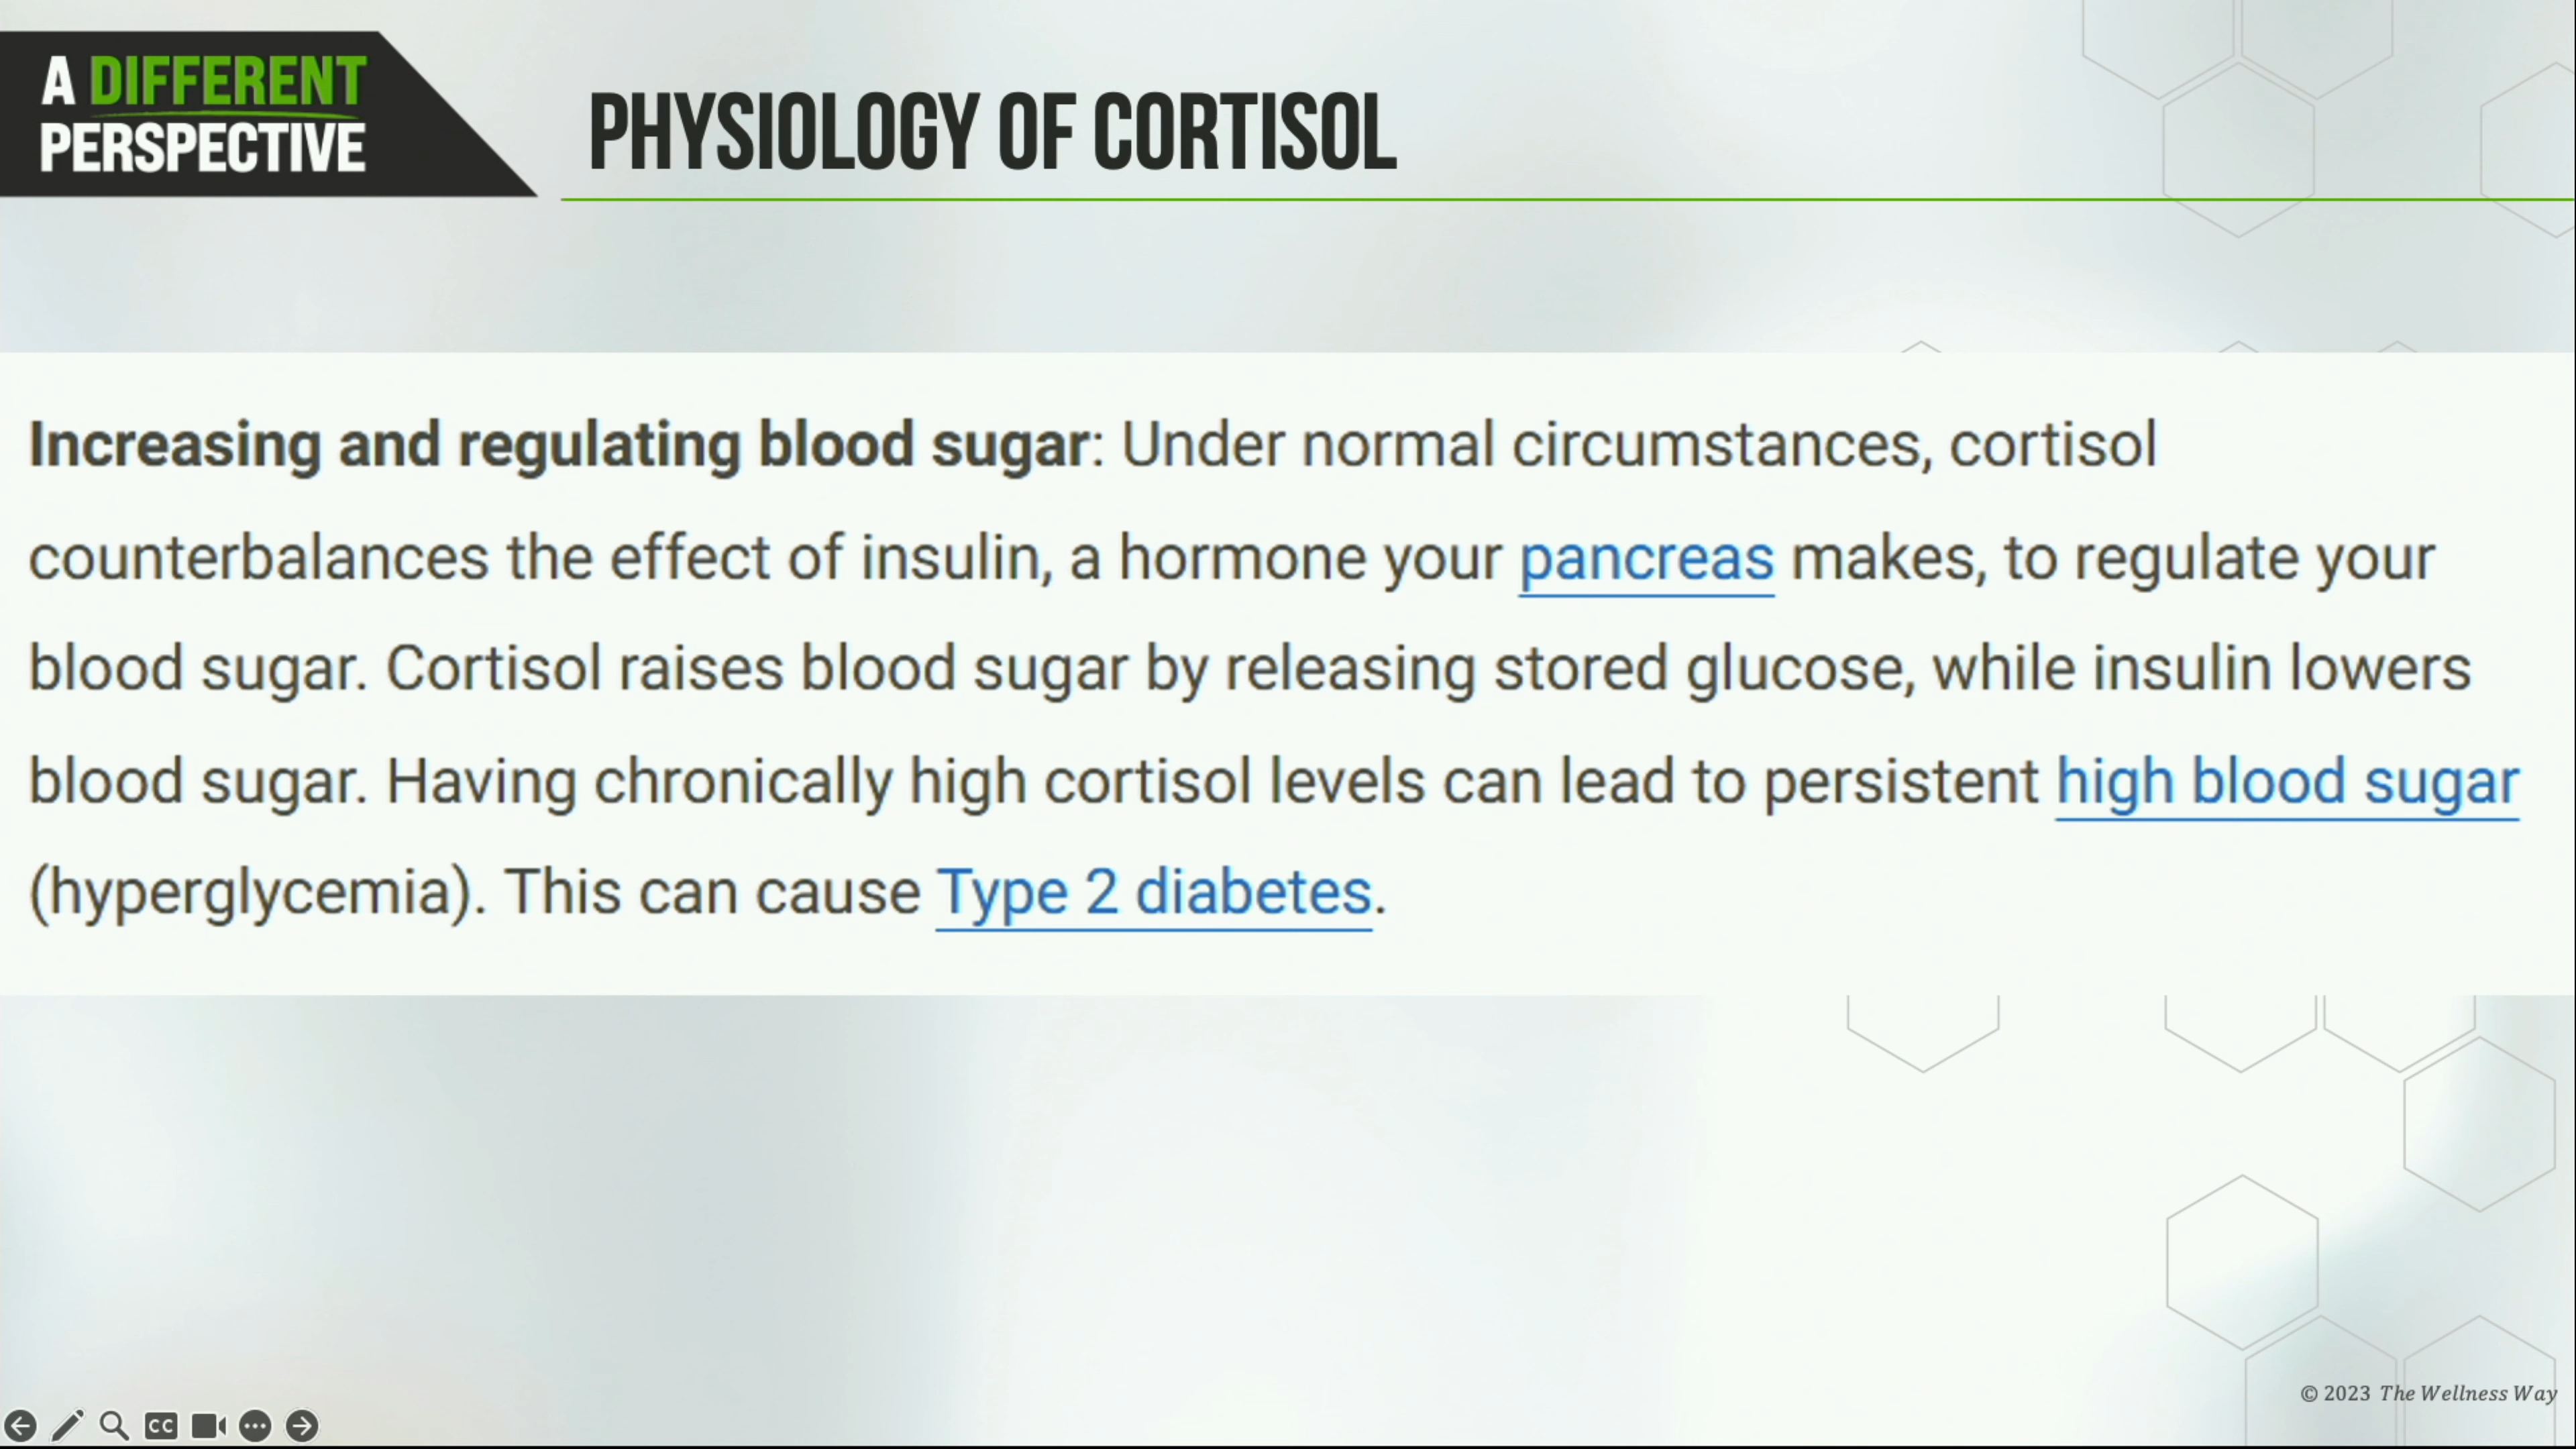 A DIFFERENT
PERSPECTIVE
PHYSIOLOGY OF CORTISOL
Increasing and regulating blood sugar: Under normal circumstances, cortisol
counterbalances the effect of insulin, a hormone your pancreas makes, to regulate your
blood sugar. Cortisol raises blood sugar by releasing stored glucose, while insulin lowers
blood sugar. Having chronically high cortisol levels can lead to persistent high blood sugar
(hyperglycemia). This can cause Type 2 diabetes.
© 2023 The Wellness Way
CC